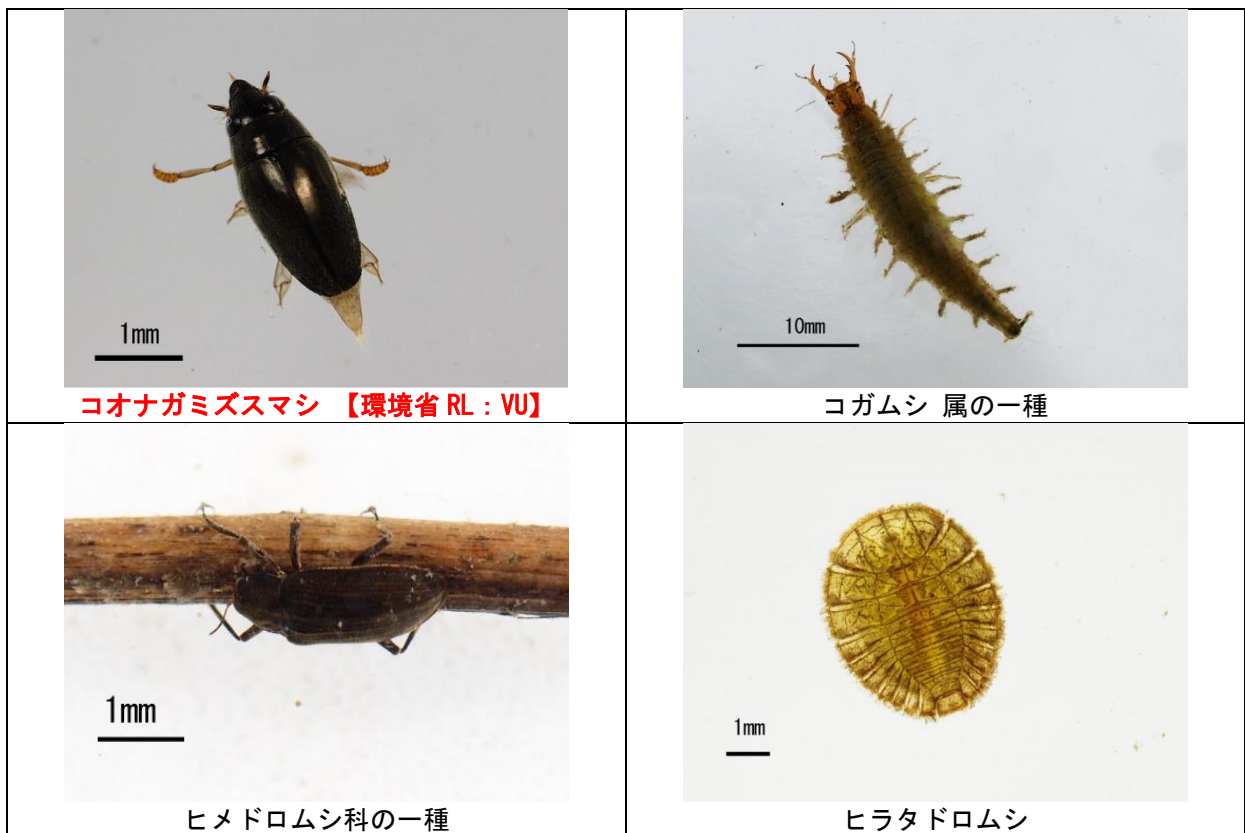 1mm
コオナガミズスマシ 【環境省 RL：VU】
10mm
コガムシ 属の一種
1mm
ヒメドロムシ科の一種
1mm
ヒラタドロムシ